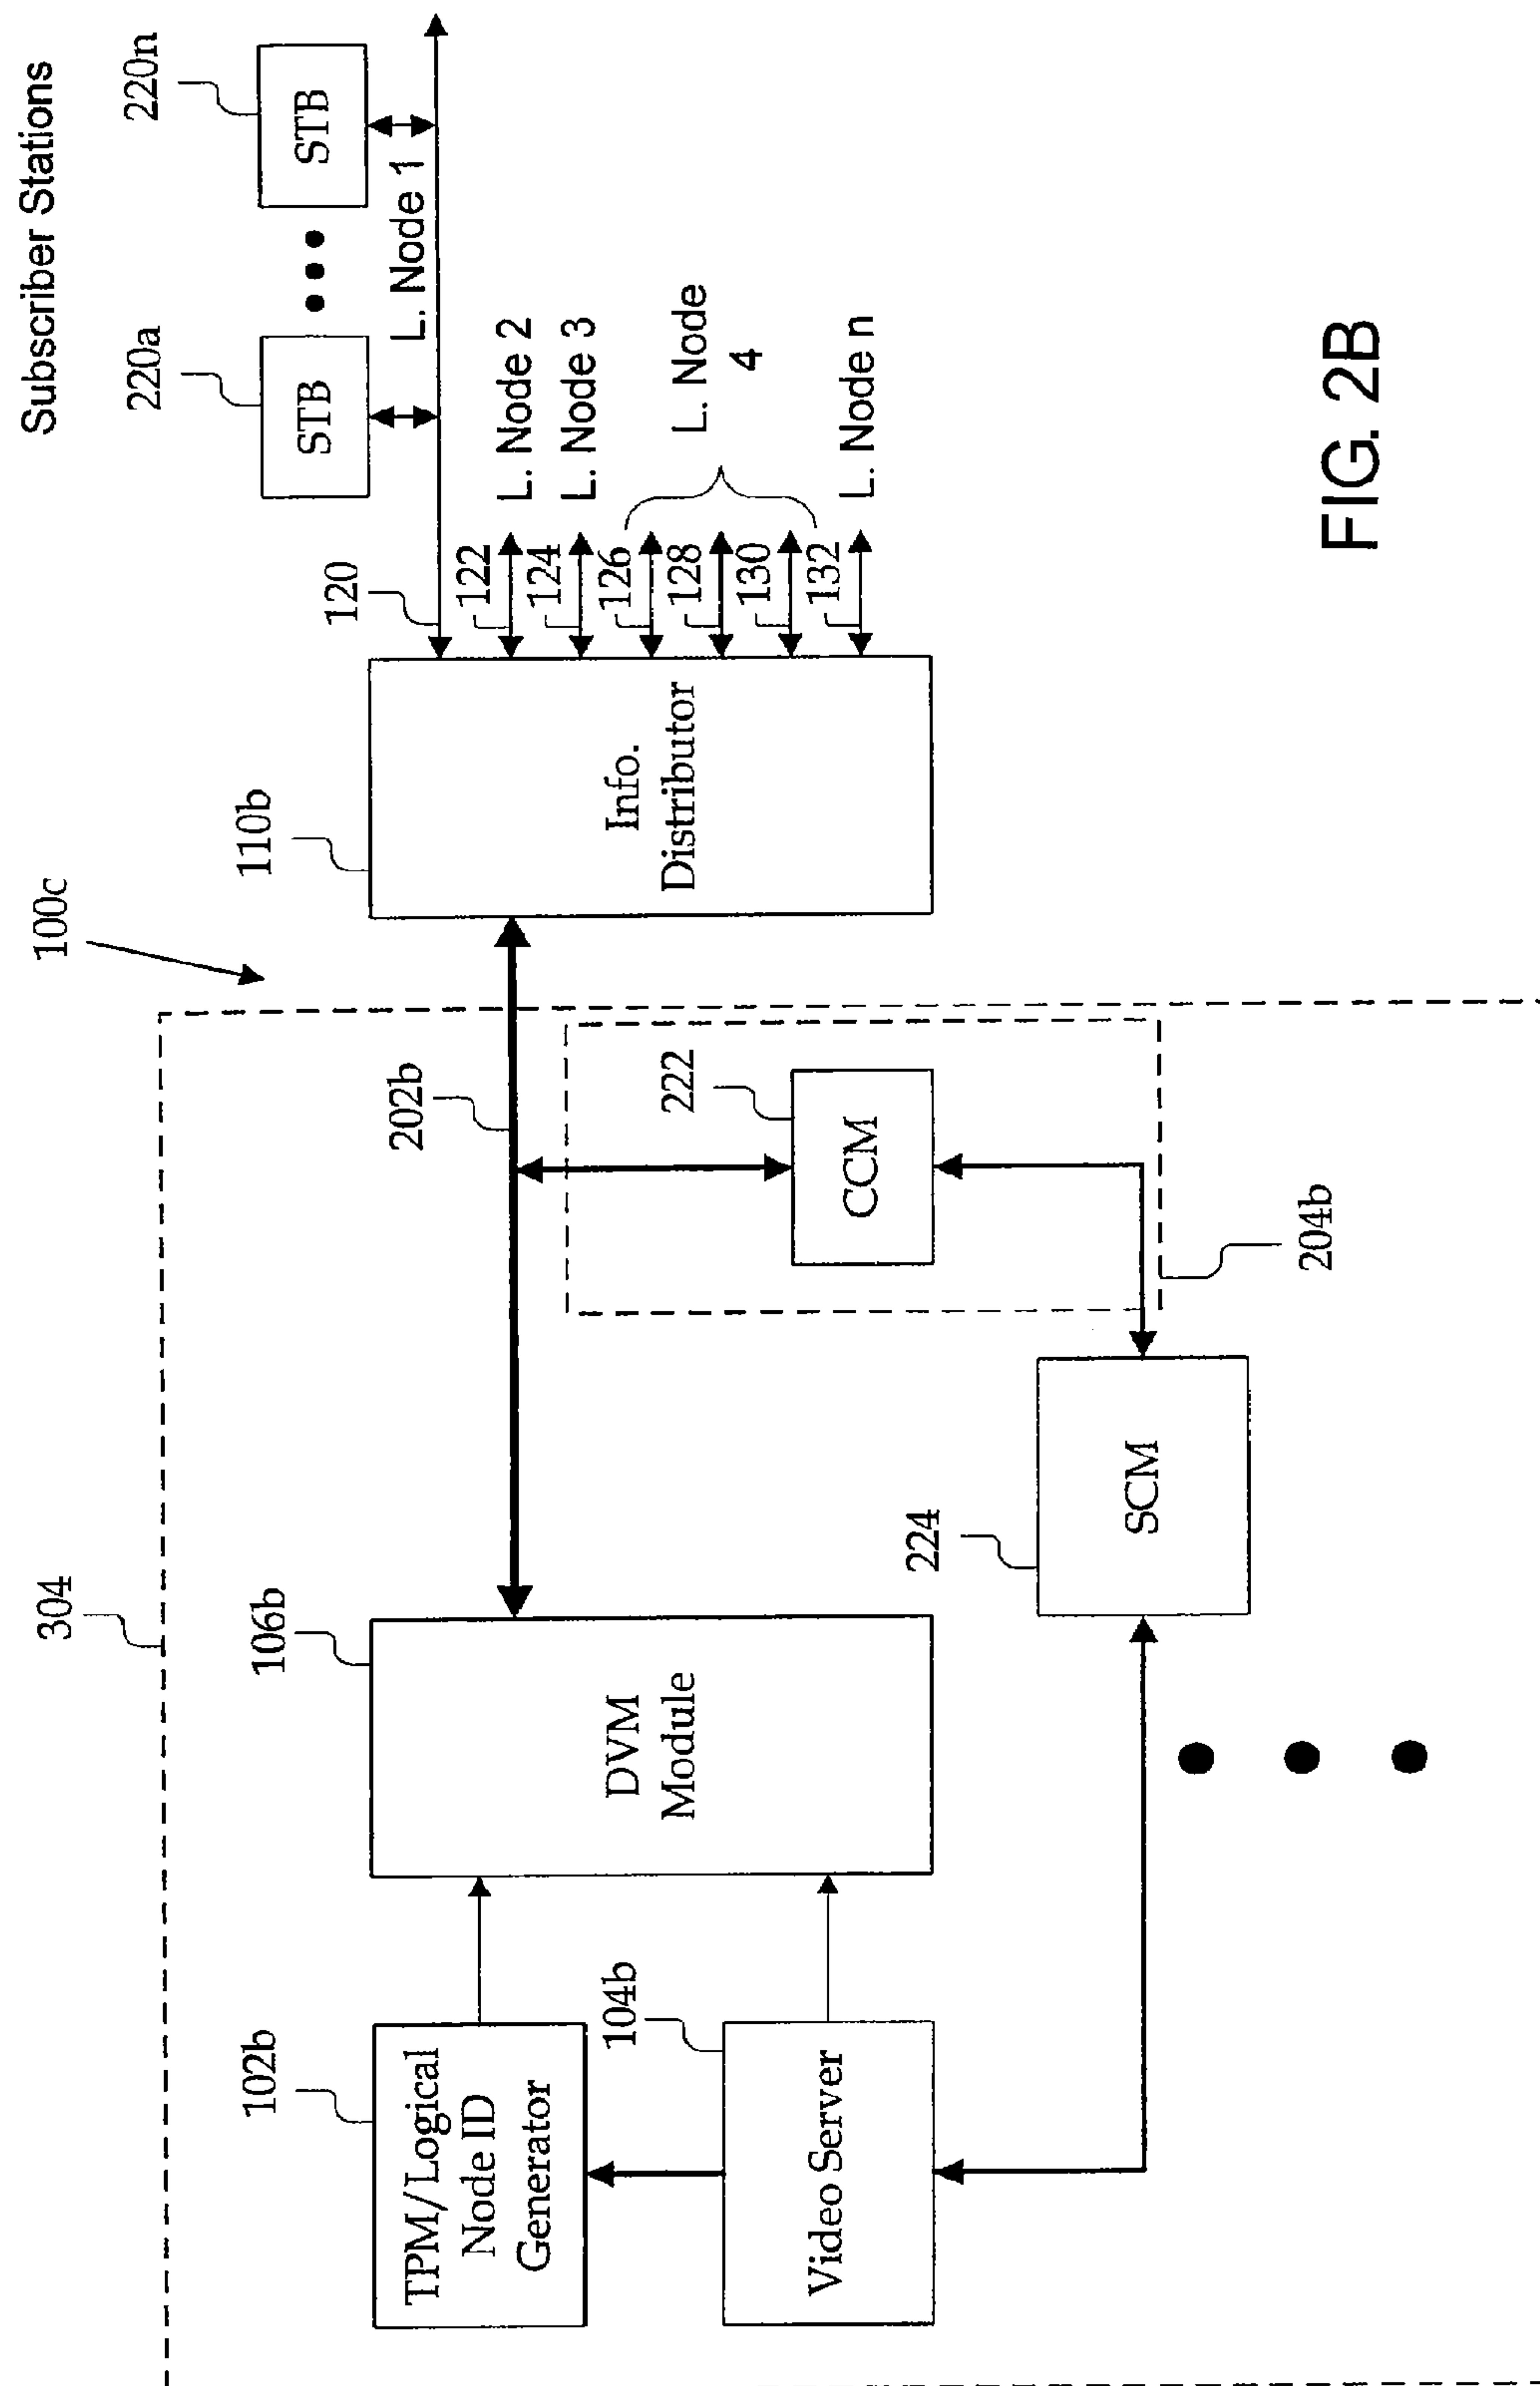 Subscriber Stations
220a
220n
STB
STB
L. Node 1
120
122
L. Node 2
124
L. Node 3
126
128
130
L. Node
4
132
L. Node n
100c
110b
Info.
Distributor
304
202b
222
CCM
204b
106b
DVM
Module
224
SCM
102b
TPM/Logical
Node ID
Generator
104b
Video Server
FIG. 2B